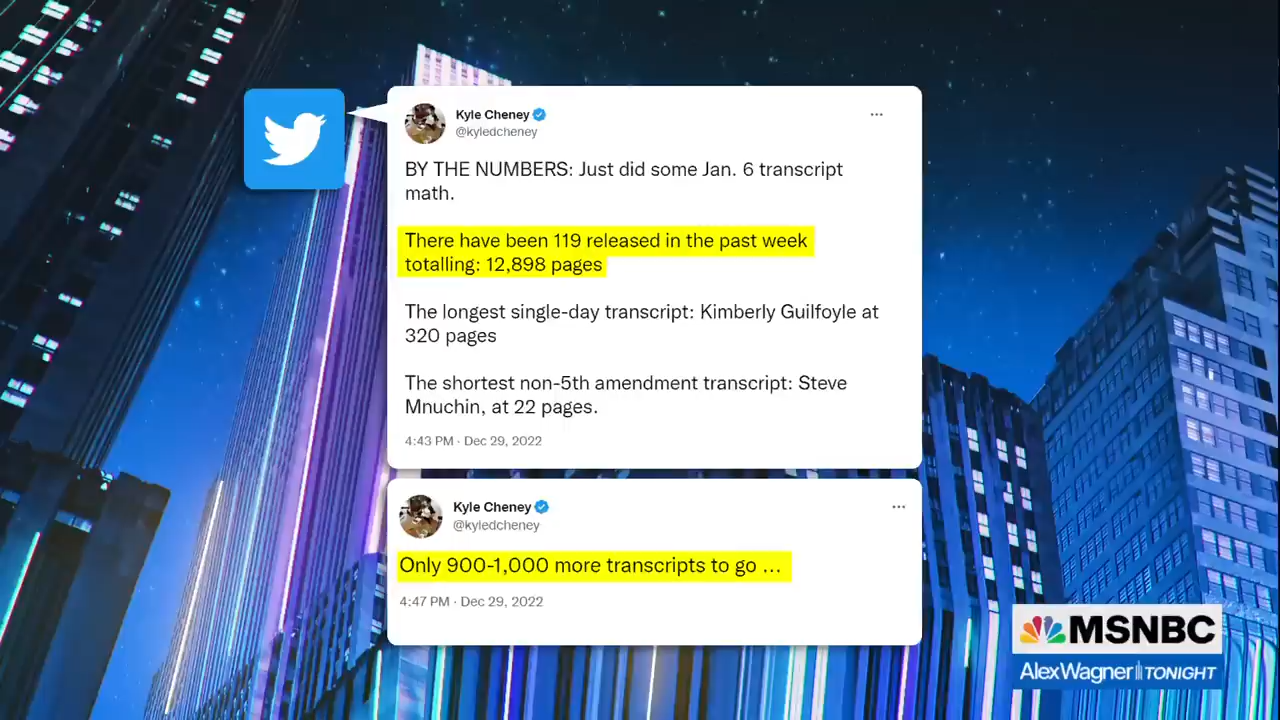 Kyle Cheney
@kyledcheney
BY THE NUMBERS: Just did some Jan. 6 transcript
math.
There have been 119 released in the past week
totalling: 12,898 pages
The longest single-day transcript: Kimberly Guilfoyle at
320 pages
The shortest non-5th amendment transcript: Steve
Mnuchin, at 22 pages.
4:43 PM · Dec 29, 2022
Kyle Cheney
@kyledcheney
Only 900-1,000 more transcripts to go ...
4:47 PM · Dec 29, 2022
MSNBC
AlexWagner TONIGHT